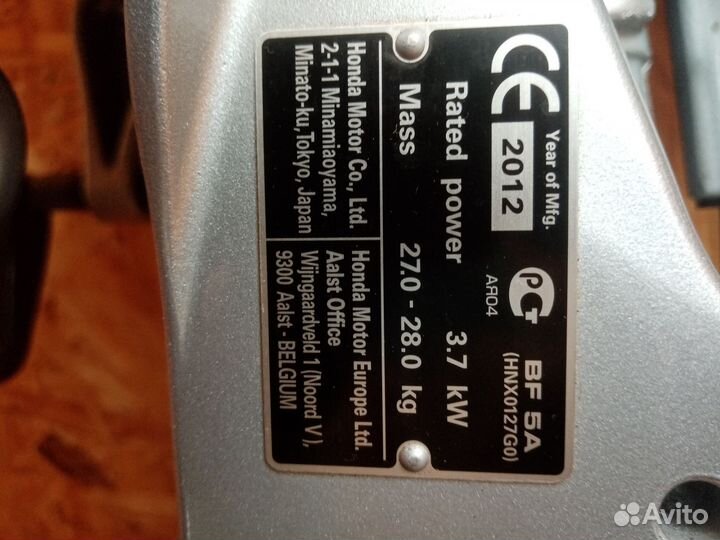 CE
Year of Mfg.
2012
РСТ
АЯ04
BF 5A
(HNX0127G0)
Rated power 3.7 kW
Mass 27.0 - 28.0 kg
Honda Motor Co., Ltd.
2-1-1 Minamiaoyama,
Minato-ku, Tokyo, Japan
Honda Motor Europe Ltd.
Aalst Office
Wijngaardveld 1 (Noord V),
9300 Aalst - BELGIUM
Avito